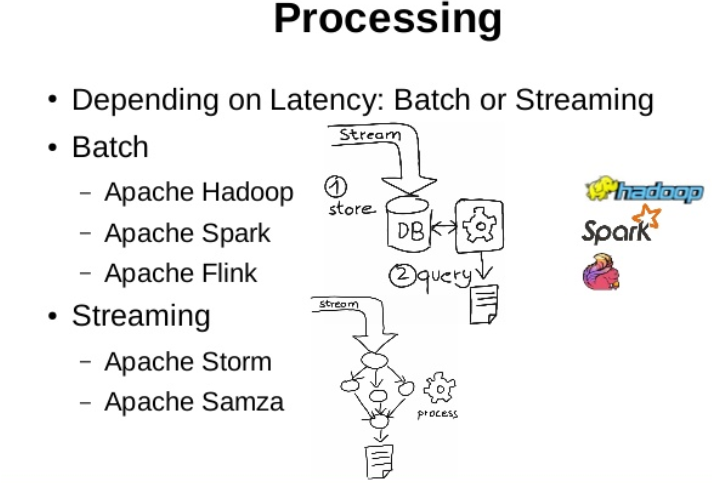 Processing
• Depending on Latency: Batch or Streaming
• Batch
– Apache Hadoop
– Apache Spark
– Apache Flink
• Streaming
– Apache Storm
– Apache Samza
Stream
① store
DB
② query
stream
process
hadoop
Spark